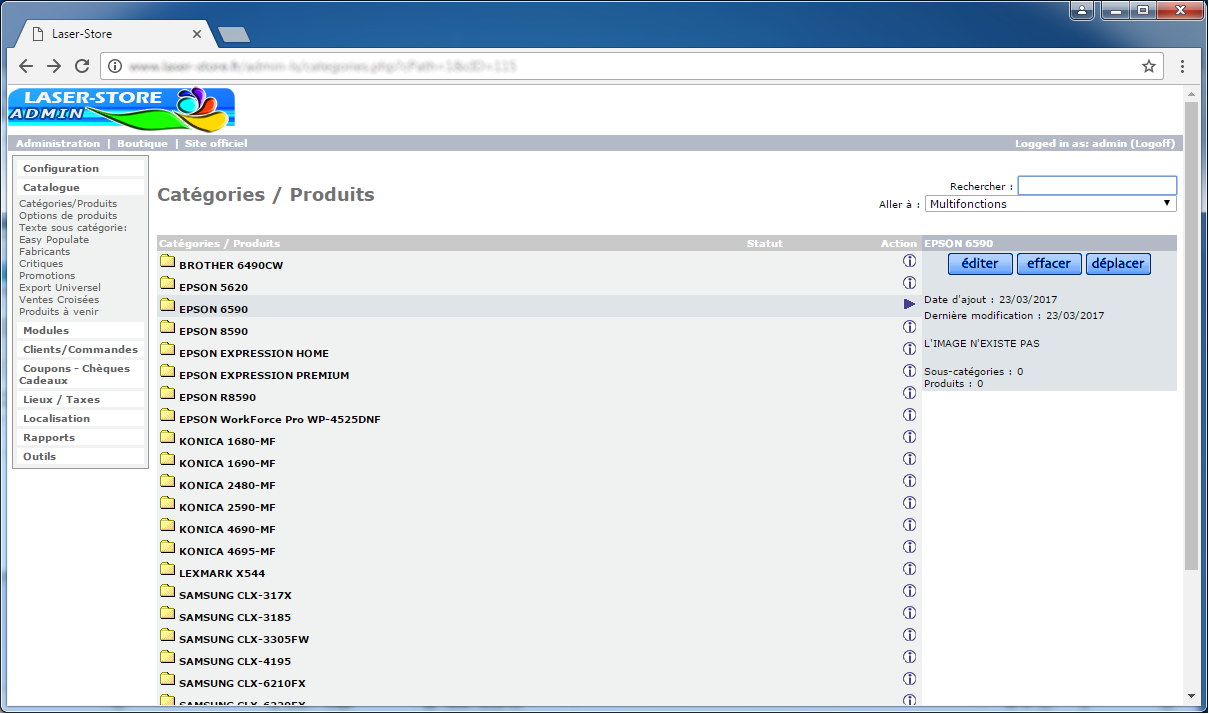 Laser-Store
LASER-STORE
ADMIN
Administration | Boutique | Site officiel
Logged in as: admin (Logoff)
Configuration
Catalogue
Catégories/Produits
Options de produits
Texte sous catégorie:
Easy Populate
Fabricants
Critiques
Promotions
Export Universel
Ventes Croisées
Produits à venir
Modules
Clients/Commandes
Coupons - Chèques
Cadeaux
Lieux / Taxes
Localisation
Rapports
Outils
Catégories / Produits
Rechercher :
Aller à : Multifonctions
Catégories / Produits Statut Action
BROTHER 6490CW
EPSON 5620
EPSON 6590
EPSON 8590
EPSON EXPRESSION HOME
EPSON EXPRESSION PREMIUM
EPSON R8590
EPSON WorkForce Pro WP-4525DNF
KONICA 1680-MF
KONICA 1690-MF
KONICA 2480-MF
KONICA 2590-MF
KONICA 4690-MF
KONICA 4695-MF
LEXMARK X544
SAMSUNG CLX-317X
SAMSUNG CLX-3185
SAMSUNG CLX-3305FW
SAMSUNG CLX-4195
SAMSUNG CLX-6210FX
EPSON 6590
éditer effacer déplacer
Date d'ajout : 23/03/2017
Dernière modification : 23/03/2017
L'IMAGE N'EXISTE PAS
Sous-catégories : 0
Produits : 0